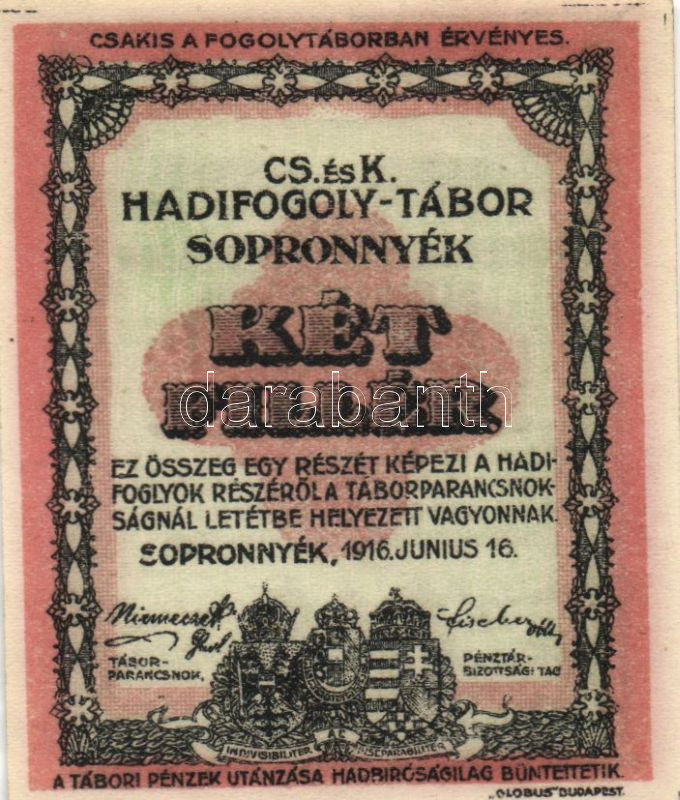 CSAKIS A FOGOLYTÁBORBAN ÉRVÉNYES.
CS. ÉS K.
HADIFOGOLY-TÁBOR
SOPRONNYÉK
KÉT
FILLÉR
darabanth
EZ ÖSSZEG EGY RÉSZÉT KÉPEZI A HADI-
FOGLYOK RÉSZÉRŐL A TÁBORPARANCSNOK-
SÁGNÁL LETÉTBE HELYEZETT VAGYONNAK.
SOPRONNYÉK, 1916. JUNIUS 16.
TÁBOR-
PARANCSNOK,
PÉNZTÁR-
BIZOTTSÁGI TAG
INDIVISIBILITER AC INSEPARABILITER
A TÁBORI PÉNZEK UTÁNZÁSA HADBIRÓSÁGILAG BÜNTETTETIK.
„GLOBUS" BUDAPEST.